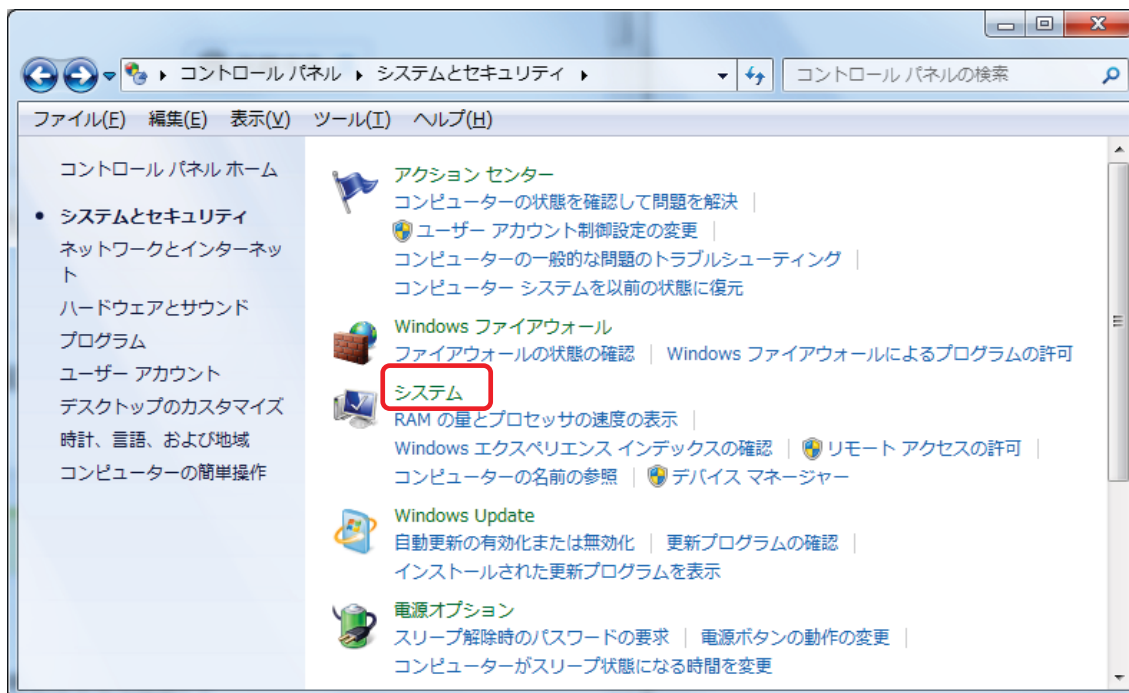 コントロール パネル ▸ システムとセキュリティ ▸
コントロール パネルの検索
ファイル(F) 編集(E) 表示(V) ツール(T) ヘルプ(H)
コントロール パネル ホーム
システムとセキュリティ
ネットワークとインターネッ
ト
ハードウェアとサウンド
プログラム
ユーザー アカウント
デスクトップのカスタマイズ
時計、言語、および地域
コンピューターの簡単操作
アクション センター
コンピューターの状態を確認して問題を解決
ユーザー アカウント制御設定の変更
コンピューターの一般的な問題のトラブルシューティング
コンピューター システムを以前の状態に復元
Windows ファイアウォール
ファイアウォールの状態の確認 | Windows ファイアウォールによるプログラムの許可
システム
RAM の量とプロセッサの速度の表示
Windows エクスペリエンス インデックスの確認 | リモート アクセスの許可
コンピューターの名前の参照 | デバイス マネージャー
Windows Update
自動更新の有効化または無効化 | 更新プログラムの確認
インストールされた更新プログラムを表示
電源オプション
スリープ解除時のパスワードの要求 | 電源ボタンの動作の変更
コンピューターがスリープ状態になる時間を変更